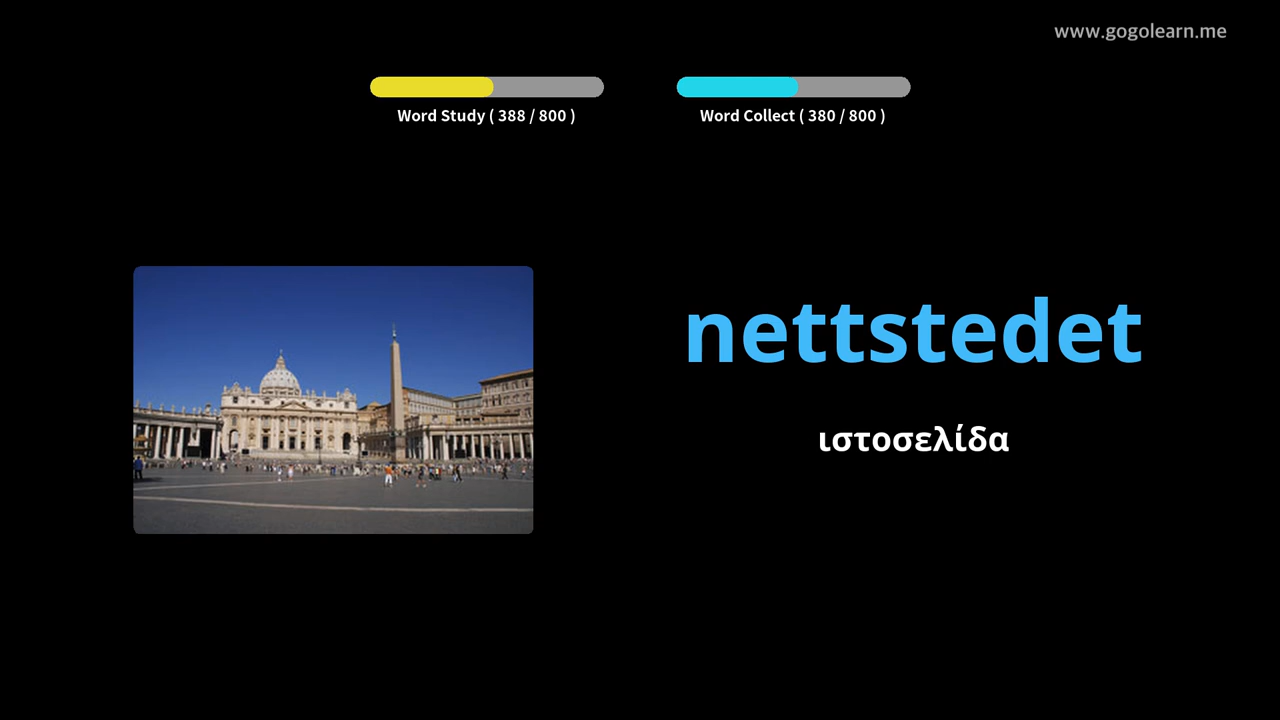 www.gogolearn.me
Word Study ( 388 / 800 )
Word Collect ( 380 / 800 )
nettstedet
ιστοσελίδα